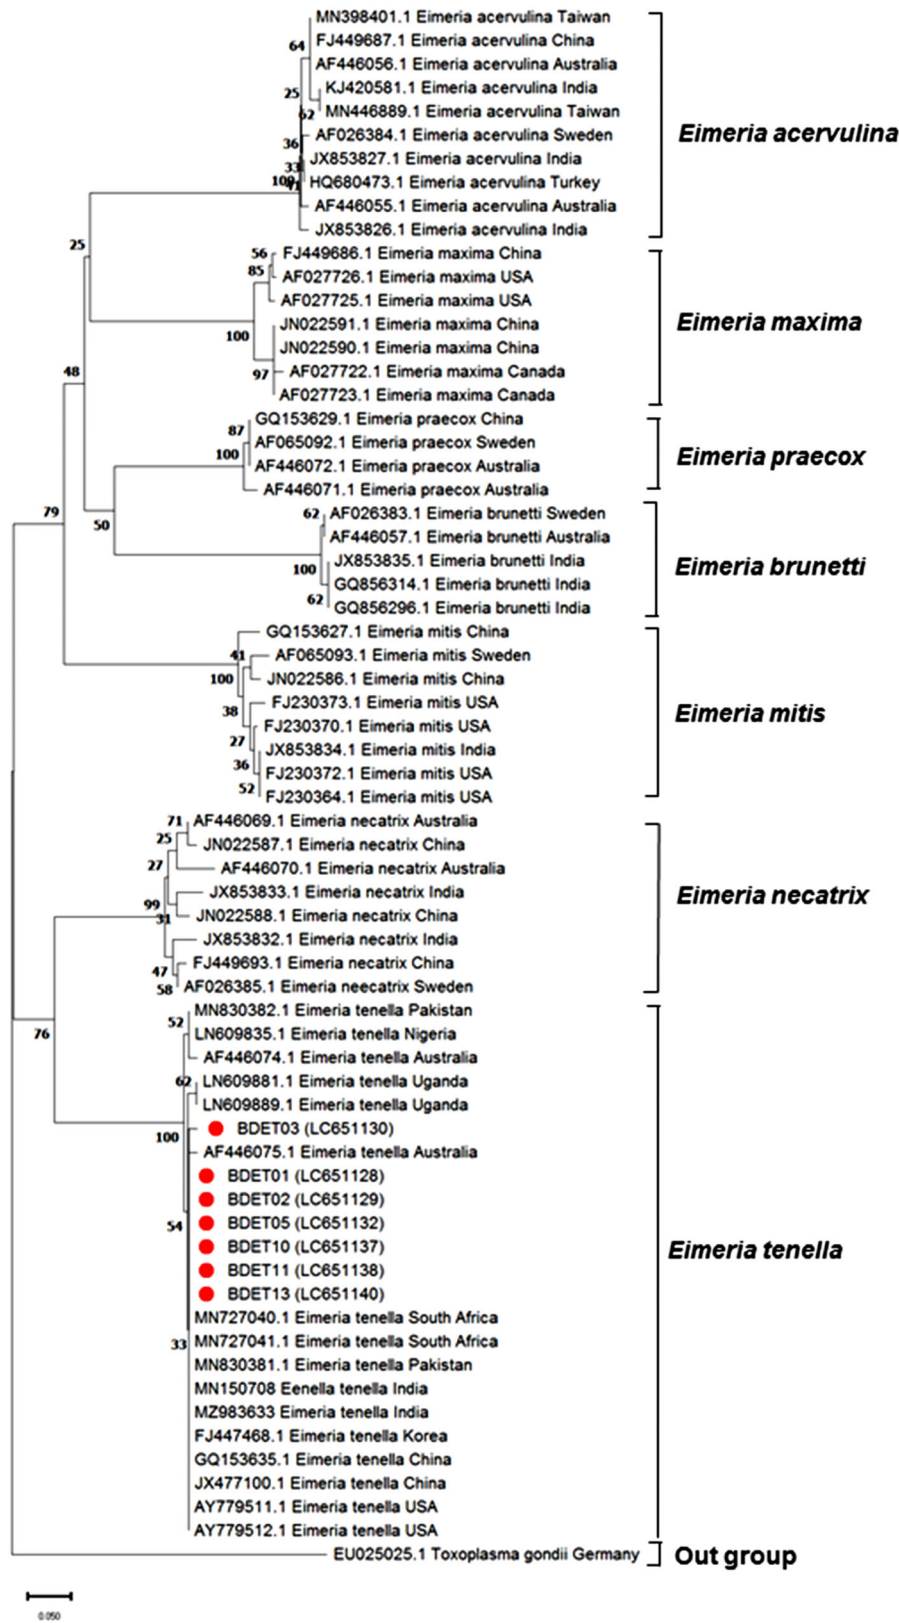 MN398401.1 Eimeria acervulina Taiwan
64
FJ449687.1 Eimeria acervulina China
AF446056.1 Eimeria acervulina Australia
25
KJ420581.1 Eimeria India
62
MN446889.1 Eimeria acervulina Taiwan
Eimeria acervulina
36
AF026384.1 Eimeria acervulina Sweden
33
JX853827.1 Eimeria acervulina India
100
HQ680473.1 Eimeria acervulina Turkey
AF446055.1 Eimeria acervulina Australia
JX853826.1 Eimeria acervulina India
25
56
FJ449686.1 Eimeria maxima China
85
AF027726.1 Eimeria maxima USA
AF027725.1 Eimeria maxima USA
JN022591.1 Eimeria maxima China
Eimeria maxima
100
JN022590.1 Eimeria maxima China
48
97
AF027722.1 Eimeria maxima Canada
AF027723.1 Eimeria maxima Canada
GQ153629.1 Eimeria praecox China
87
AF065092.1 Eimeria praecox Sweden
100
AF446072.1 Eimeria praecox Australia
Eimeria praecox
AF446071.1 Eimeria praecox Australia
79
50
62
AF026383.1 Eimeria brunetti Sweden
AF446057.1 Eimeria brunetti Australia
JX853835.1 Eimeria brunetti India
Eimeria brunetti
100
GQ856314.1 Eimeria brunetti India
62
GQ856296.1 Eimeria brunetti India
GQ153627.1 Eimeria mitis China
41
AF065093.1 Eimeria mitis Sweden
100
JN022586.1 Eimeria mitis China
38
FJ230373.1 Eimeria mitis USA
Eimeria mitis
FJ230370.1 Eimeria mitis USA
27
JX853834.1 Eimeria mitis India
36
FJ230372.1 Eimeria mitis USA
52
FJ230364.1 Eimeria mitis USA
71
AF446069.1 Eimeria necatrix Australia
25
JN022587.1 Eimeria necatrix China
27
AF446070.1 Eimeria necatrix Australia
JX853833.1 Eimeria necatrix India
Eimeria necatrix
99
31
JN022588.1 Eimeria necatrix China
JX853832.1 Eimeria necatrix India
47
FJ449693.1 Eimeria necatrix China
58
AF026385.1 Eimeria neecatrix Sweden
MN830382.1 Eimeria tenella Pakistan
52
76
LN609835.1 Eimeria tenella Nigeria
AF446074.1 Eimeria tenella Australia
62
LN609881.1 Eimeria tenella Uganda
LN609889.1 Eimeria tenella Uganda
100
BDET03 (LC651130)
AF446075.1 Eimeria tenella Australia
BDET01 (LC651128)
BDET02 (LC651129)
54
BDET05 (LC651132)
BDET10 (LC651137)
Eimeria tenella
BDET11 (LC651138)
BDET13 (LC651140)
MN727040.1 Eimeria tenella South Africa
33
MN727041.1 Eimeria tenella South Africa
MN830381.1 Eimeria tenella Pakistan
MN150708 Eenella tenella India
MZ983633 Eimeria tenella India
FJ447468.1 Eimeria tenella Korea
GQ153635.1 Eimeria tenella China
JX477100.1 Eimeria tenella China
AY779511.1 Eimeria tenella USA
AY779512.1 Eimeria tenella USA
EU025025.1 Toxoplasma gondii Germany
Out group
0.050